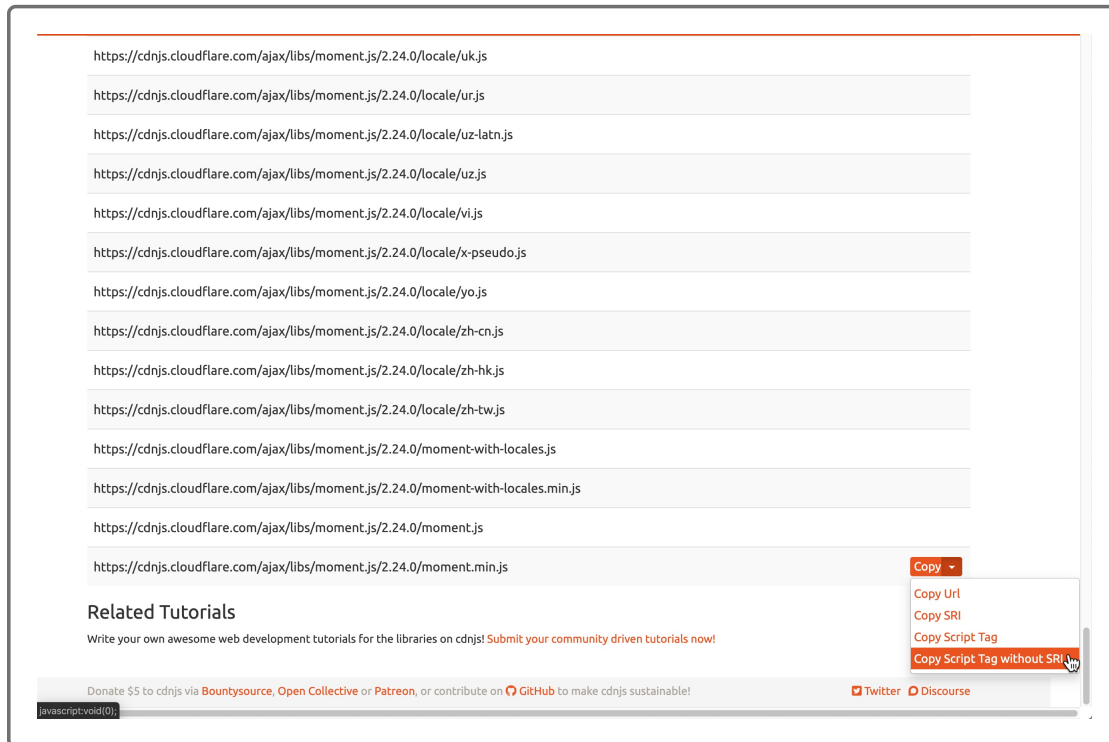 https://cdnjs.cloudflare.com/ajax/libs/moment.js/2.24.0/locale/uk.js
https://cdnjs.cloudflare.com/ajax/libs/moment.js/2.24.0/locale/ur.js
https://cdnjs.cloudflare.com/ajax/libs/moment.js/2.24.0/locale/uz-latn.js
https://cdnjs.cloudflare.com/ajax/libs/moment.js/2.24.0/locale/uz.js
https://cdnjs.cloudflare.com/ajax/libs/moment.js/2.24.0/locale/vi.js
https://cdnjs.cloudflare.com/ajax/libs/moment.js/2.24.0/locale/x-pseudo.js
https://cdnjs.cloudflare.com/ajax/libs/moment.js/2.24.0/locale/yo.js
https://cdnjs.cloudflare.com/ajax/libs/moment.js/2.24.0/locale/zh-cn.js
https://cdnjs.cloudflare.com/ajax/libs/moment.js/2.24.0/locale/zh-hk.js
https://cdnjs.cloudflare.com/ajax/libs/moment.js/2.24.0/locale/zh-tw.js
https://cdnjs.cloudflare.com/ajax/libs/moment.js/2.24.0/moment-with-locales.js
https://cdnjs.cloudflare.com/ajax/libs/moment.js/2.24.0/moment-with-locales.min.js
https://cdnjs.cloudflare.com/ajax/libs/moment.js/2.24.0/moment.js
https://cdnjs.cloudflare.com/ajax/libs/moment.js/2.24.0/moment.min.js Copy
Copy Url
Copy SRI
Copy Script Tag
Copy Script Tag without SRI
Related Tutorials
Write your own awesome web development tutorials for the libraries on cdnjs! Submit your community driven tutorials now!
Donate $5 to cdnjs via Bountysource, Open Collective or Patreon, or contribute on GitHub to make cdnjs sustainable! Twitter Discourse
javascript:void(0);